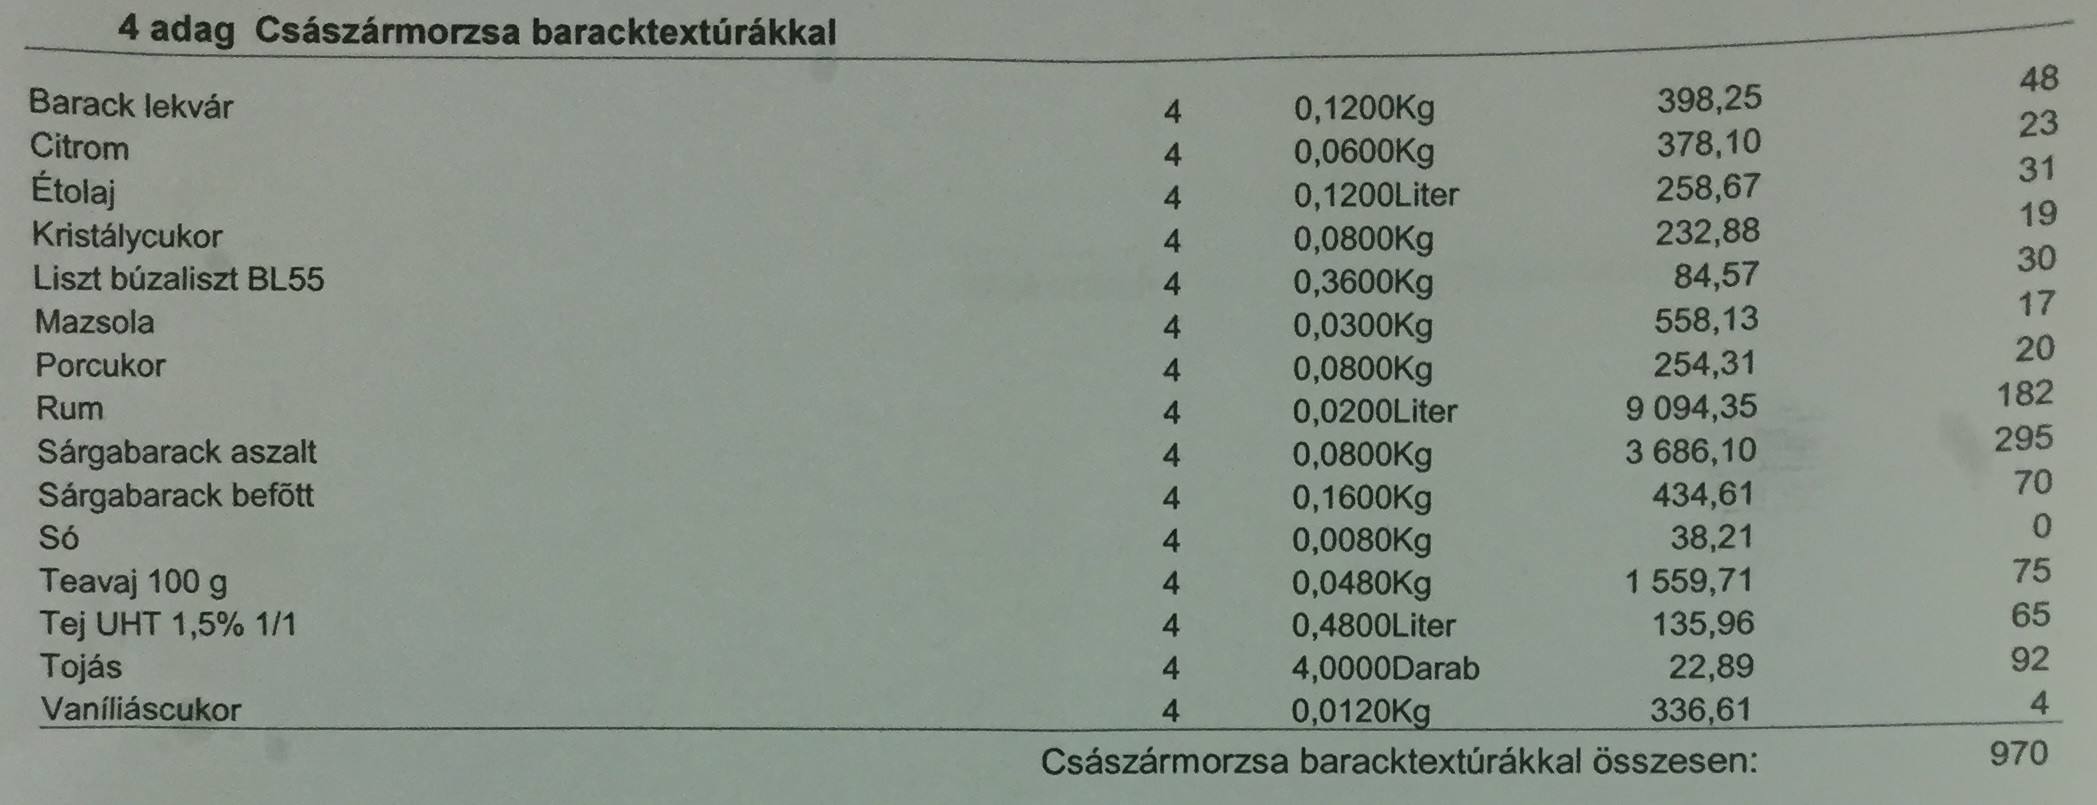 4 adag Császármorzsa baracktextúrákkal
Barack lekvár 4 0,1200Kg 398,25 48
Citrom 4 0,0600Kg 378,10 23
Étolaj 4 0,1200Liter 258,67 31
Kristálycukor 4 0,0800Kg 232,88 19
Liszt búzaliszt BL55 4 0,3600Kg 84,57 30
Mazsola 4 0,0300Kg 558,13 17
Porcukor 4 0,0800Kg 254,31 20
Rum 4 0,0200Liter 9 094,35 182
Sárgabarack aszalt 4 0,0800Kg 3 686,10 295
Sárgabarack befõtt 4 0,1600Kg 434,61 70
Só 4 0,0080Kg 38,21 0
Teavaj 100 g 4 0,0480Kg 1 559,71 75
Tej UHT 1,5% 1/1 4 0,4800Liter 135,96 65
Tojás 4 4,0000Darab 22,89 92
Vaníliáscukor 4 0,0120Kg 336,61 4
Császármorzsa baracktextúrákkal összesen: 970